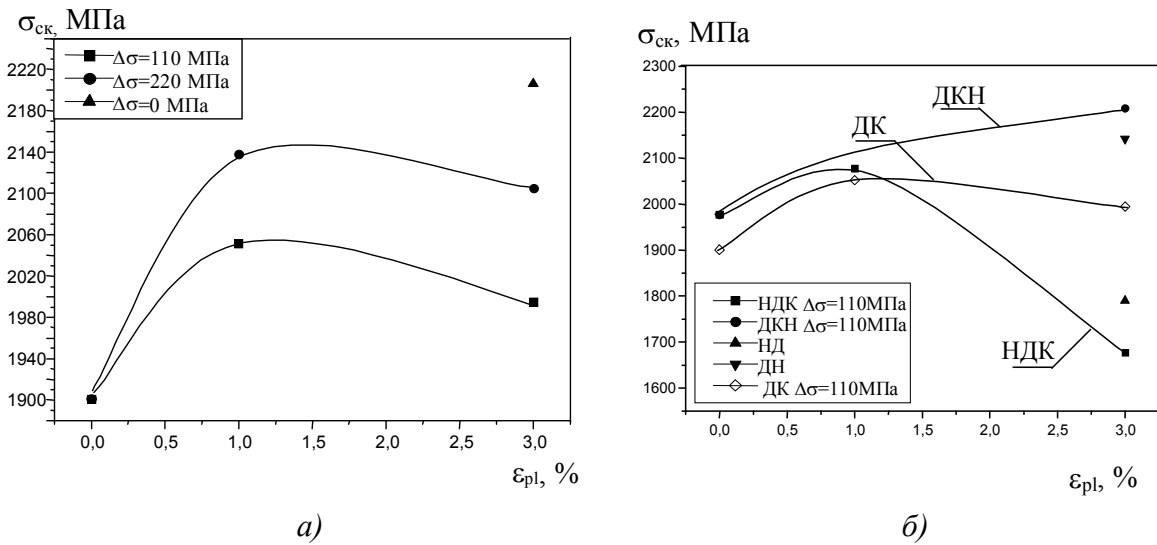 σск, МПа
Δσ=110 МПа
Δσ=220 МПа
Δσ=0 МПа
2220
2180
2140
2100
2060
2020
1980
1940
1900
0,0 0,5 1,0 1,5 2,0 2,5 3,0
εpl, %
а)
σск, МПа
2300
2200
2100
2000
1900
1800
1700
1600
ДКН
ДК
НДК
НДК Δσ=110МПа
ДКН Δσ=110МПа
НД
ДН
ДК Δσ=110МПа
0,0 0,5 1,0 1,5 2,0 2,5 3,0
εpl, %
б)